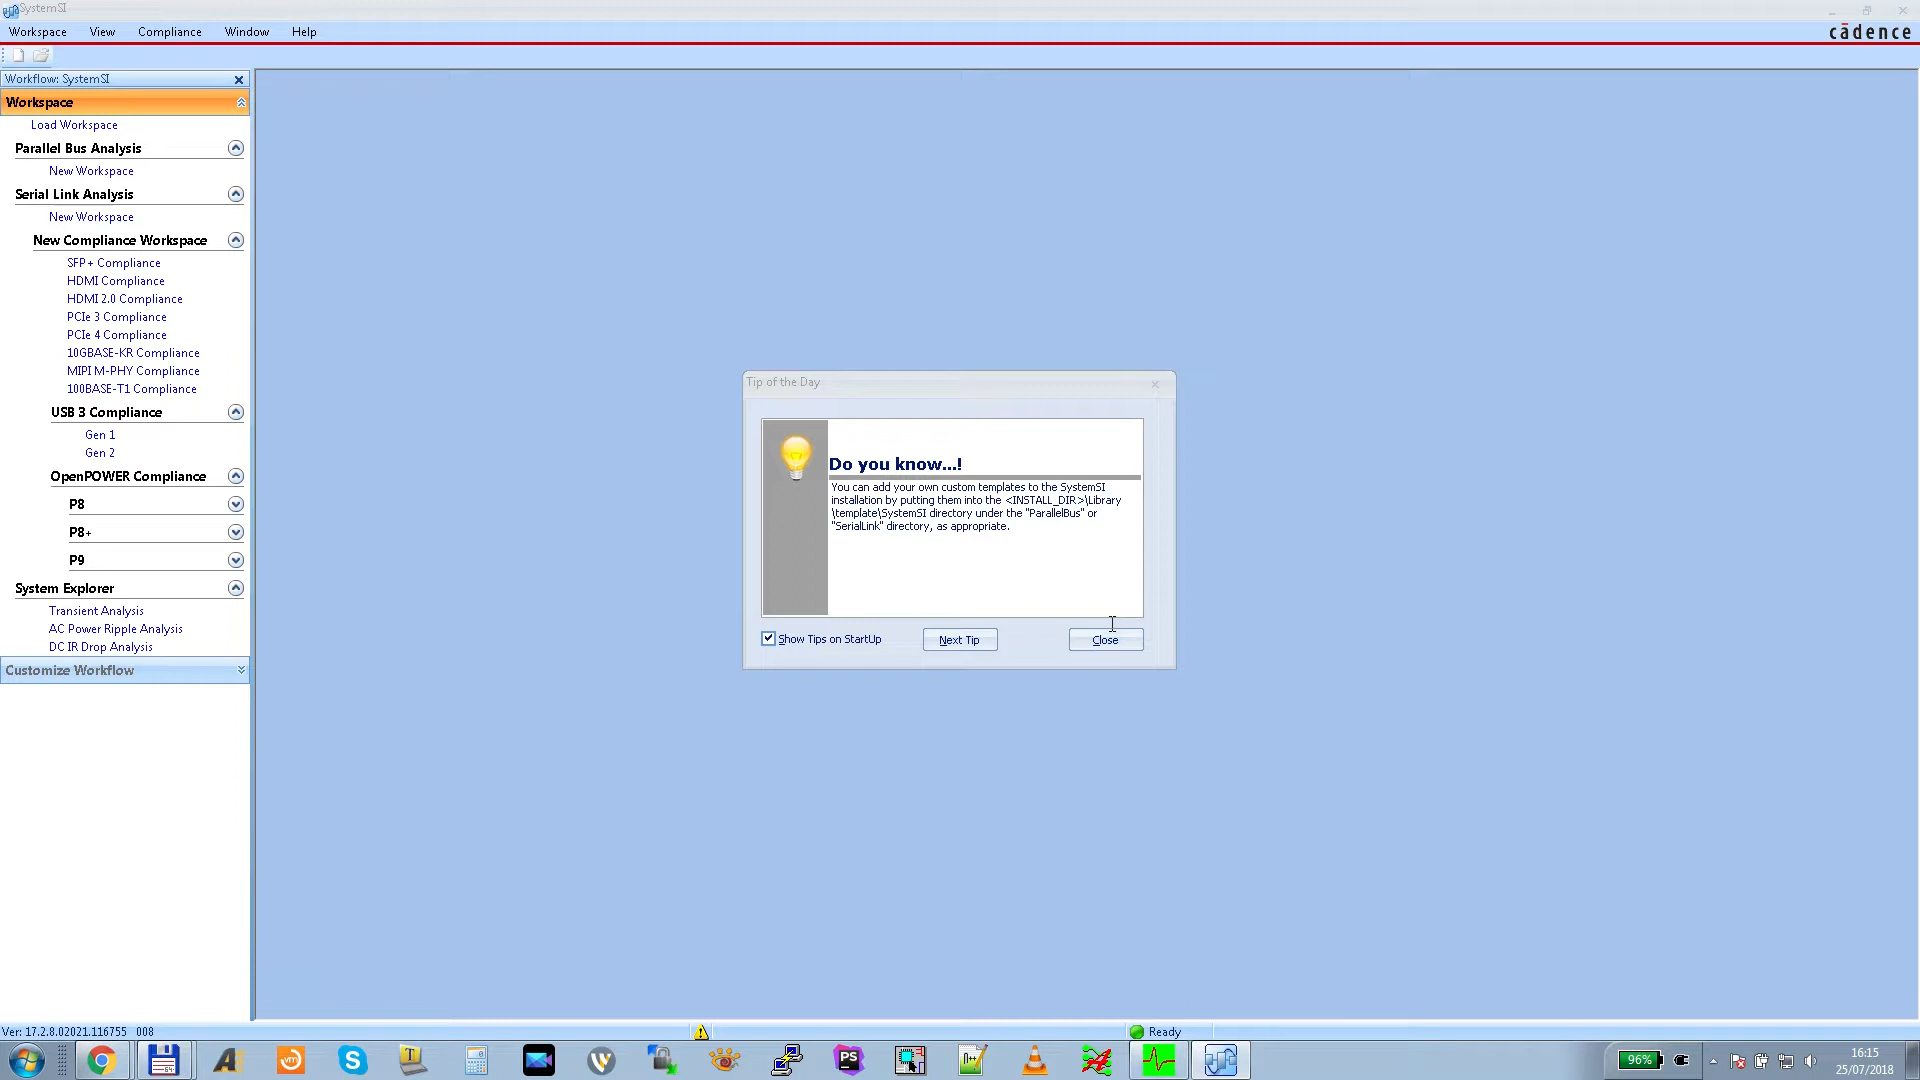 SystemSI
Workspace View Compliance Window Help
cādence
Workflow: SystemSI
Workspace
Load Workspace
Parallel Bus Analysis
New Workspace
Serial Link Analysis
New Workspace
New Compliance Workspace
SFP+ Compliance
HDMI Compliance
HDMI 2.0 Compliance
PCIe 3 Compliance
PCIe 4 Compliance
10GBASE-KR Compliance
MIPI M-PHY Compliance
100BASE-T1 Compliance
USB 3 Compliance
Gen 1
Gen 2
OpenPOWER Compliance
P8
P8+
P9
System Explorer
Transient Analysis
AC Power Ripple Analysis
DC IR Drop Analysis
Customize Workflow
Tip of the Day
Do you know...!
You can add your own custom templates to the SystemSI
installation by putting them into the <INSTALL_DIR>\Library
\template\SystemSI directory under the "ParallelBus" or
"SerialLink" directory, as appropriate.
Show Tips on StartUp
Next Tip
Close
Ver: 17.2.8.02021.116755 008
Ready
PS
96%
16:15
25/07/2018